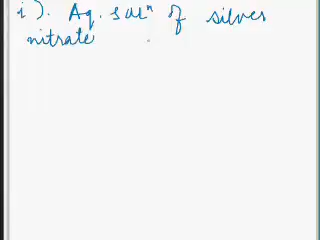 i). Aq. solⁿ of silver
nitrate